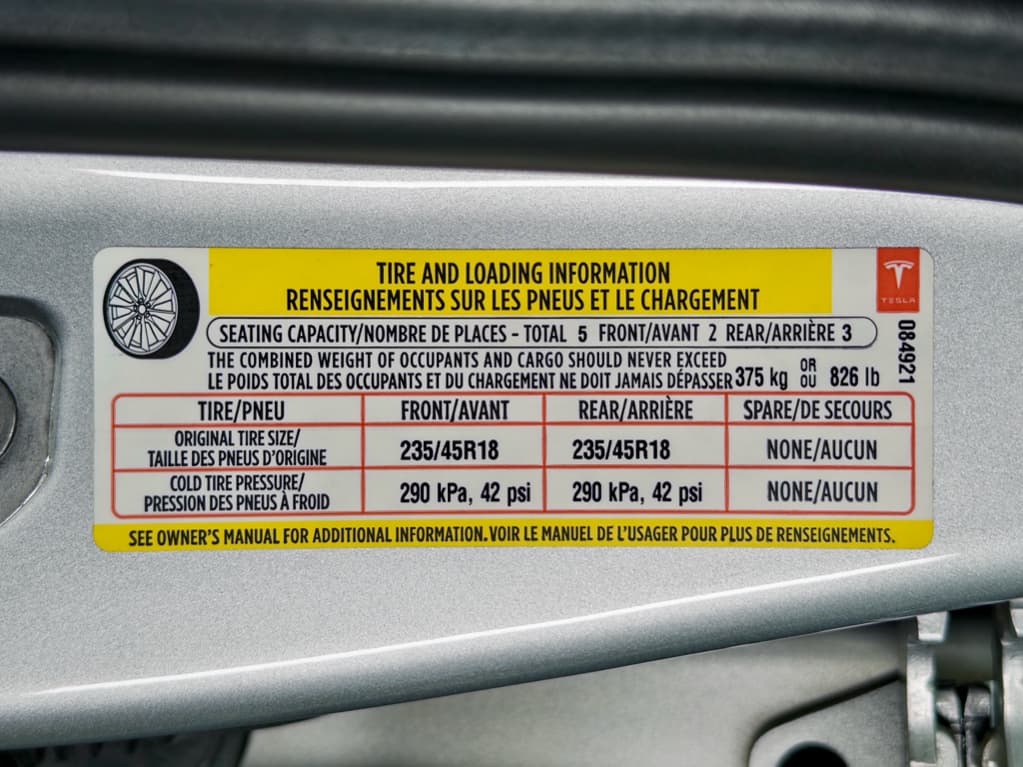 TIRE AND LOADING INFORMATION
RENSEIGNEMENTS SUR LES PNEUS ET LE CHARGEMENT
TESLA
SEATING CAPACITY/NOMBRE DE PLACES – TOTAL 5 FRONT/AVANT 2 REAR/ARRIÈRE 3
084921
THE COMBINED WEIGHT OF OCCUPANTS AND CARGO SHOULD NEVER EXCEED
LE POIDS TOTAL DES OCCUPANTS ET DU CHARGEMENT NE DOIT JAMAIS DÉPASSER 375 kg OR OU 826 lb
TIRE/PNEU FRONT/AVANT REAR/ARRIÈRE SPARE/DE SECOURS
ORIGINAL TIRE SIZE/
TAILLE DES PNEUS D'ORIGINE 235/45R18 235/45R18 NONE/AUCUN
COLD TIRE PRESSURE/
PRESSION DES PNEUS À FROID 290 kPa, 42 psi 290 kPa, 42 psi NONE/AUCUN
SEE OWNER'S MANUAL FOR ADDITIONAL INFORMATION. VOIR LE MANUEL DE L'USAGER POUR PLUS DE RENSEIGNEMENTS.